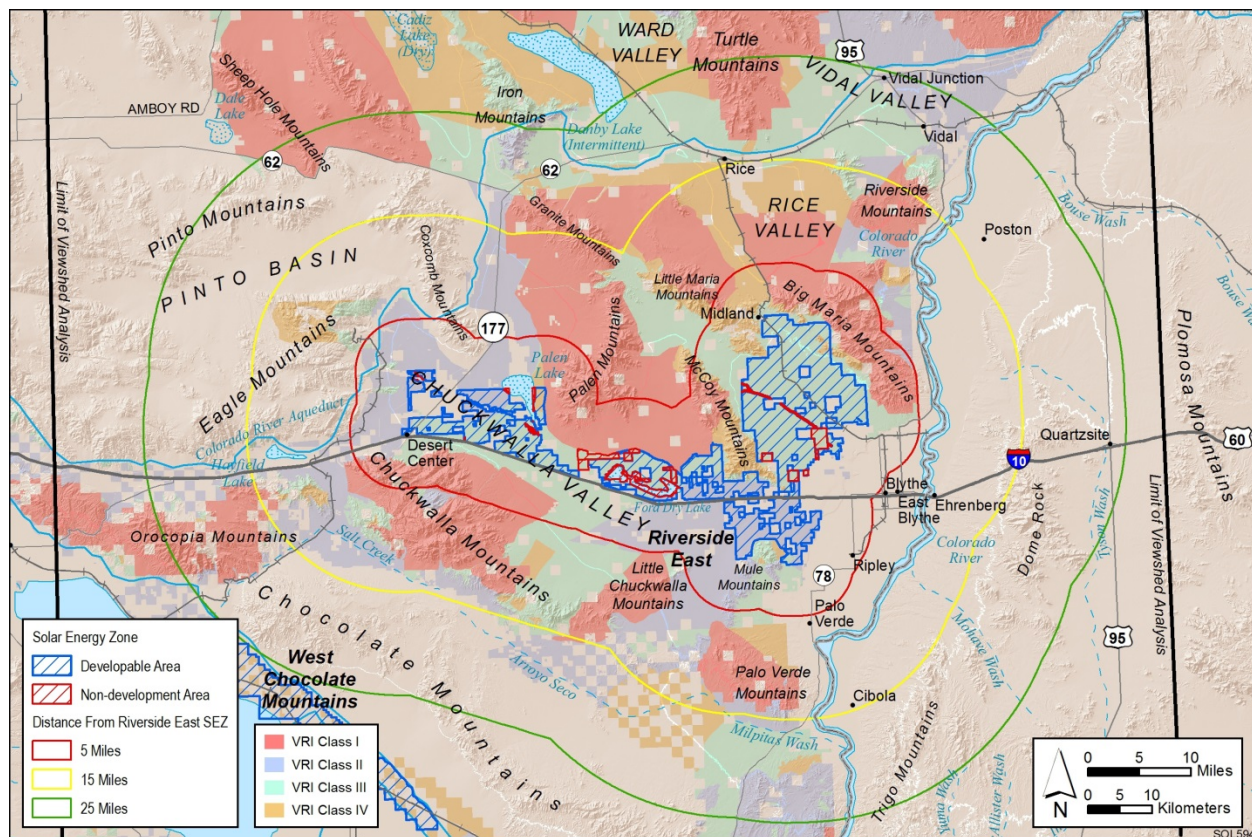 Cadiz
Lake
(Dry)
WARD
VALLEY
Turtle
Mountains
95
VIDAL VALLEY
Vidal Junction
Sheep Hole Mountains
AMBOY RD
Dale
Lake
Iron
Mountains
Danby Lake
(Intermittent)
Vidal
62
62
Rice
Pinto Mountains
Granite Mountains
RICE
VALLEY
Riverside
Mountains
Bouse Wash
Limit of Viewshed Analysis
PINTO BASIN
Coxcomb Mountains
Colorado
River
Poston
Little Maria
Mountains
Big Maria Mountains
Midland
177
Eagle Mountains
Palen
Lake
Palen Mountains
McCoy Mountains
Plomosa Mountains
CHUCKWALLA VALLEY
Colorado River Aqueduct
Hayfield
Lake
Desert
Center
Quartzsite
60
10
Ford Dry Lake
Blythe
East
Blythe
Ehrenberg
Chuckwalla Mountains
Riverside
East
Orocopia Mountains
Salt Creek
Colorado
River
Dome Rock
Tyson Wash
Limit of Viewshed Analysis
Little
Chuckwalla
Mountains
Mule
Mountains
Ripley
78
Palo
Verde
Chocolate Mountains
Mohave Wash
95
West
Chocolate
Mountains
Arroyo Seco
Palo Verde
Mountains
Cibola
Milpitas Wash
Trigo Mountains
Yuma Wash
Allister Wash
Solar Energy Zone
Developable Area
Non-development Area
Distance From Riverside East SEZ
5 Miles
15 Miles
25 Miles
VRI Class I
VRI Class II
VRI Class III
VRI Class IV
N
0 5 10
Miles
0 5 10
Kilometers